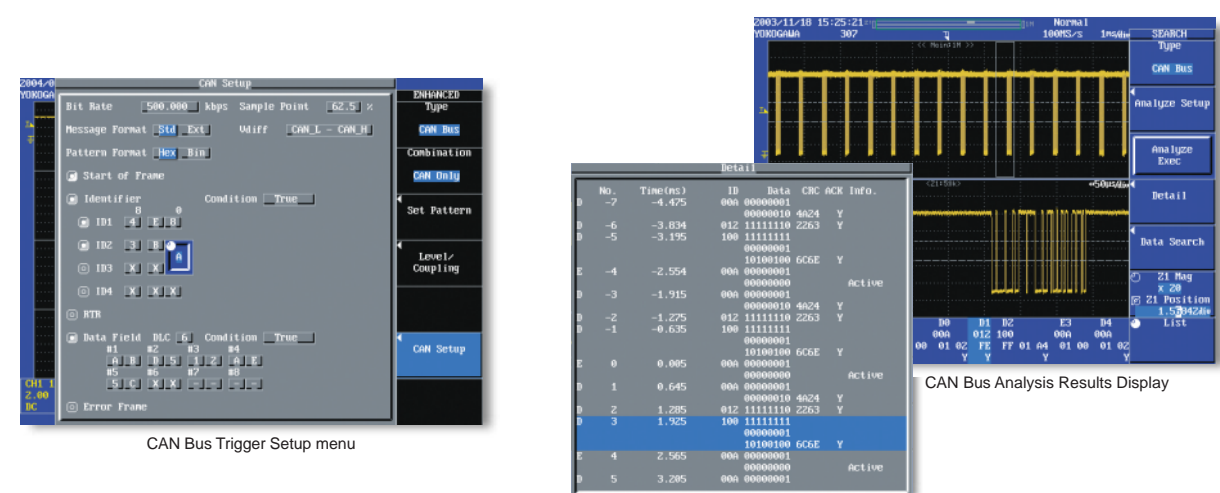 2004/0
YOKOGA
CAN Setup
Bit Rate 500.000 kbps Sample Point 62.5 %
Message Format Std Ext Vdiff CAN_L - CAN_H
Pattern Format Hex Bin
Start of Frame
Identifier Condition True
8 0
ID1 4 E B
ID2 3 B A
ID3 X X
ID4 X X X
RTR
Data Field DLC 6 Condition True
#1 #2 #3 #4
A B D 5 1 2 A E
#5 #6 #7 #8
5 C X X - - - -
Error Frame
CH1 1
2.00
DC
ENHANCED
Type
CAN Bus
Combination
CAN Only
Set Pattern
Level/
Coupling
CAN Setup
CAN Bus Trigger Setup menu
Detail
No. Time(ms) ID Data CRC ACK Info.
D -7 -4.475 00A 00000001
00000010 4A24 Y
D -6 -3.834 012 11111110 2263 Y
D -5 -3.195 100 11111111
00000001
10100100 6C6E Y
E -4 -2.554 00A 00000001
00000000 Active
D -3 -1.915 00A 00000001
00000010 4A24 Y
D -2 -1.275 012 11111110 2263 Y
D -1 -0.635 100 11111111
00000001
10100100 6C6E Y
E 0 0.005 00A 00000001
00000000 Active
D 1 0.645 00A 00000001
00000010 4A24 Y
D 2 1.285 012 11111110 2263 Y
D 3 1.925 100 11111111
00000001
10100100 6C6E Y
E 4 2.565 00A 00000001
00000000 Active
D 5 3.205 00A 00000001
2003/11/18 15:25:21
Normal
YOKOGAWA 307 100MS/s 1ms/div
<< Main:1M >>
50us/div
D0 D1 D2 E3 D4
00A 012 100 00A 00A
00 01 02 FE FF 01 A4 01 00 01 02
Y Y Y Y
SEARCH
Type
CAN Bus
Analyze Setup
Analyze
Exec
Detail
Data Search
Z1 Mag
x 20
Z1 Position
List
CAN Bus Analysis Results Display